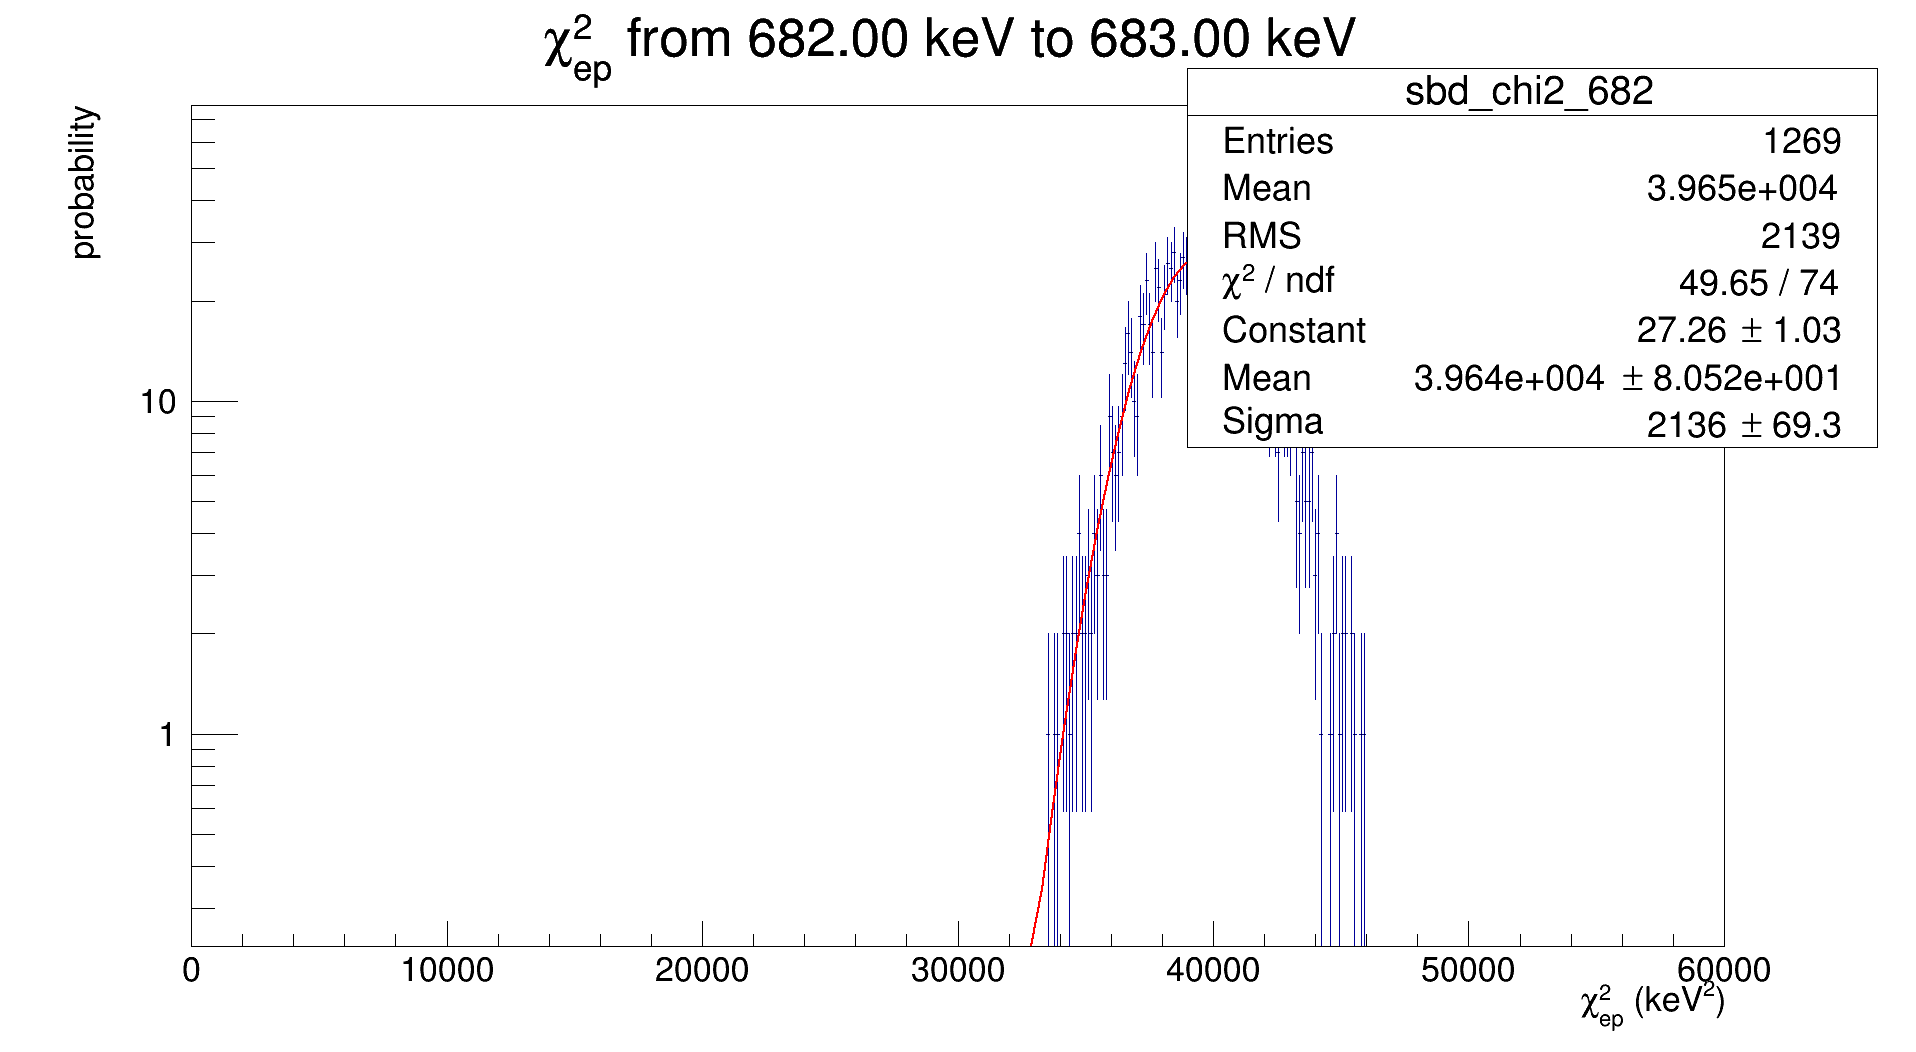 χ²ep from 682.00 keV to 683.00 keV
sbd_chi2_682
Entries 1269
Mean 3.965e+004
RMS 2139
χ² / ndf 49.65 / 74
Constant 27.26 ± 1.03
Mean 3.964e+004 ± 8.052e+001
Sigma 2136 ± 69.3
probability
10
1
0 10000 20000 30000 40000 50000 60000
χ²ep (keV²)